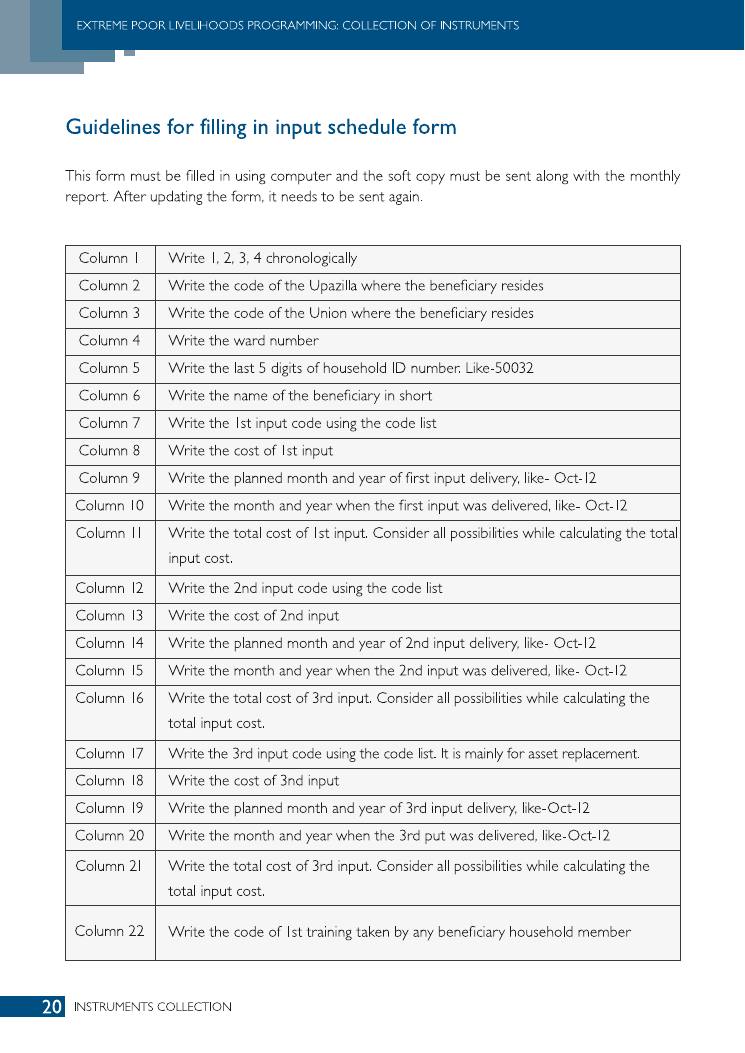 EXTREME POOR LIVELIHOODS PROGRAMMING: COLLECTION OF INSTRUMENTS
Guidelines for filling in input schedule form
This form must be filled in using computer and the soft copy must be sent along with the monthly
report. After updating the form, it needs to be sent again.
Column 1 Write 1, 2, 3, 4 chronologically
Column 2 Write the code of the Upazilla where the beneficiary resides
Column 3 Write the code of the Union where the beneficiary resides
Column 4 Write the ward number
Column 5 Write the last 5 digits of household ID number. Like-50032
Column 6 Write the name of the beneficiary in short
Column 7 Write the 1st input code using the code list
Column 8 Write the cost of 1st input
Column 9 Write the planned month and year of first input delivery, like- Oct-12
Column 10 Write the month and year when the first input was delivered, like- Oct-12
Column 11 Write the total cost of 1st input. Consider all possibilities while calculating the total
input cost.
Column 12 Write the 2nd input code using the code list
Column 13 Write the cost of 2nd input
Column 14 Write the planned month and year of 2nd input delivery, like- Oct-12
Column 15 Write the month and year when the 2nd input was delivered, like- Oct-12
Column 16 Write the total cost of 3rd input. Consider all possibilities while calculating the
total input cost.
Column 17 Write the 3rd input code using the code list. It is mainly for asset replacement.
Column 18 Write the cost of 3nd input
Column 19 Write the planned month and year of 3rd input delivery, like-Oct-12
Column 20 Write the month and year when the 3rd put was delivered, like-Oct-12
Column 21 Write the total cost of 3rd input. Consider all possibilities while calculating the
total input cost.
Column 22 Write the code of 1st training taken by any beneficiary household member
20 INSTRUMENTS COLLECTION